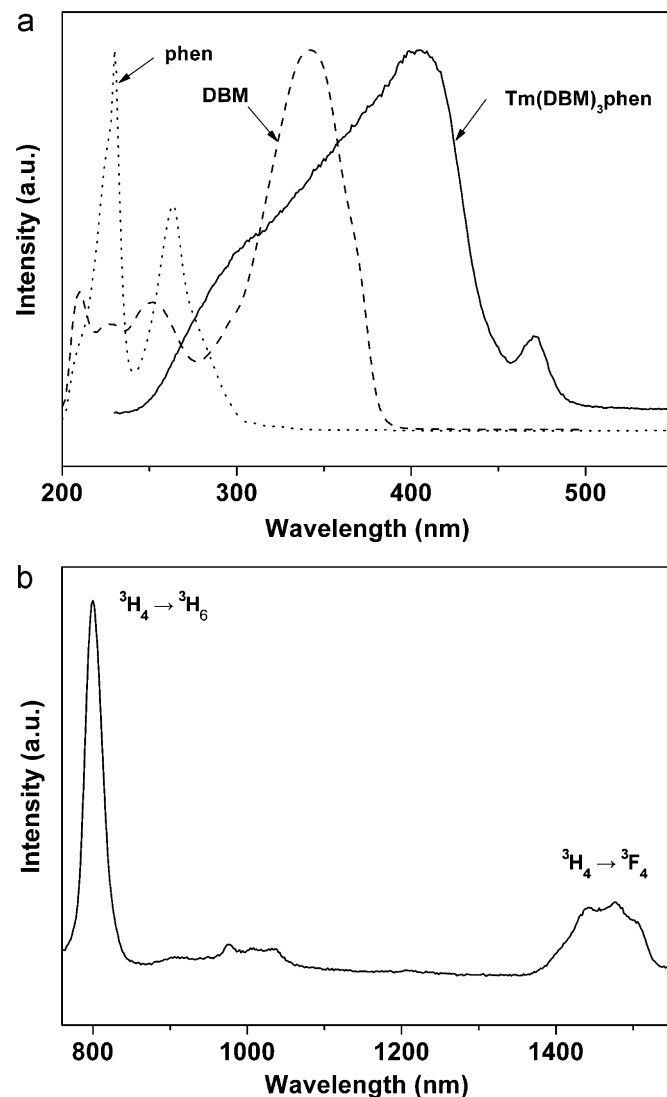 a
phen
DBM
Tm(DBM)₃phen
Intensity (a.u.)
200 300 400 500
Wavelength (nm)
b
³H₄ → ³H₆
³H₄ → ³F₄
Intensity (a.u.)
800 1000 1200 1400
Wavelength (nm)